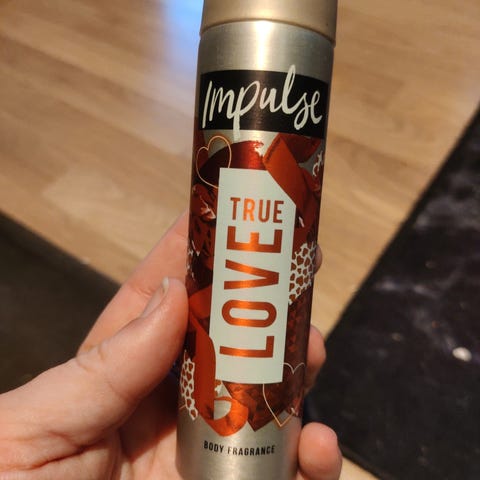 Impulse
TRUE
LOVE
BODY FRAGRANCE